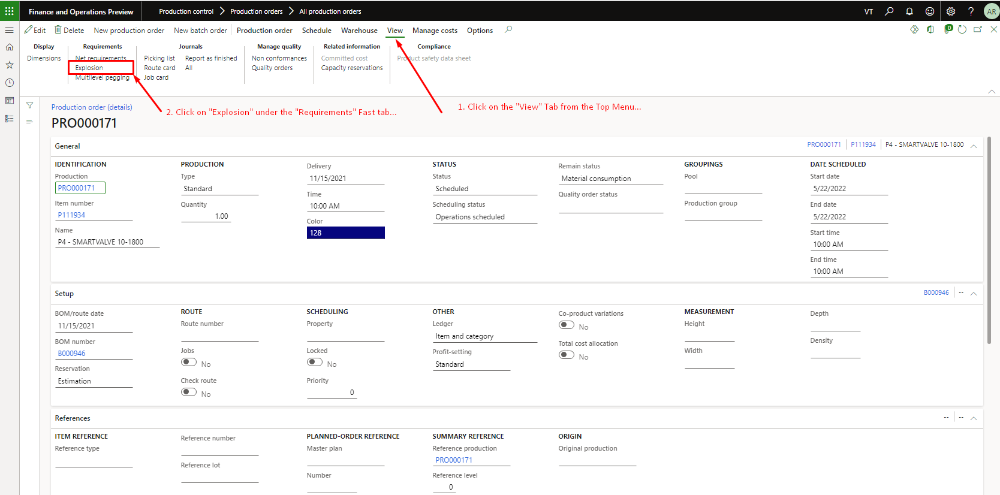 Finance and Operations Preview
Production control > Production orders > All production orders
VT
?
AR
Edit Delete New production order New batch order Production order Schedule Warehouse View Manage costs Options
0
Display
Dimensions
Requirements
Net requirements
Explosion
Multilevel pegging
Journals
Picking list Report as finished
Route card All
Job card
Manage quality
Non conformances
Quality orders
Related information
Committed cost
Capacity reservations
Compliance
Product safety data sheet
1. Click on the "View" Tab from the Top Menu...
2. Click on "Explosion" under the "Requirements" Fast tab...
Production order (details)
PRO000171
General
PRO000171 P111934 P4 - SMARTVALVE 10-1800
IDENTIFICATION
Production
PRO000171
Item number
P111934
Name
P4 - SMARTVALVE 10-1800
PRODUCTION
Type
Standard
Quantity
1.00
Delivery
11/15/2021
Time
10:00 AM
Color
128
STATUS
Status
Scheduled
Scheduling status
Operations scheduled
Remain status
Material consumption
Quality order status
GROUPINGS
Pool
Production group
DATE SCHEDULED
Start date
5/22/2022
End date
5/22/2022
Start time
10:00 AM
End time
10:00 AM
Setup
B000946 --
BOM/route date
11/15/2021
BOM number
B000946
Reservation
Estimation
ROUTE
Route number
Jobs
No
Check route
No
SCHEDULING
Property
Locked
No
Priority
0
OTHER
Ledger
Item and category
Profit-setting
Standard
Co-product variations
No
Total cost allocation
No
MEASUREMENT
Height
Width
Depth
Density
References
-- --
ITEM REFERENCE
Reference type
Reference number
Reference lot
PLANNED-ORDER REFERENCE
Master plan
Number
SUMMARY REFERENCE
Reference production
PRO000171
Reference level
0
ORIGIN
Original production